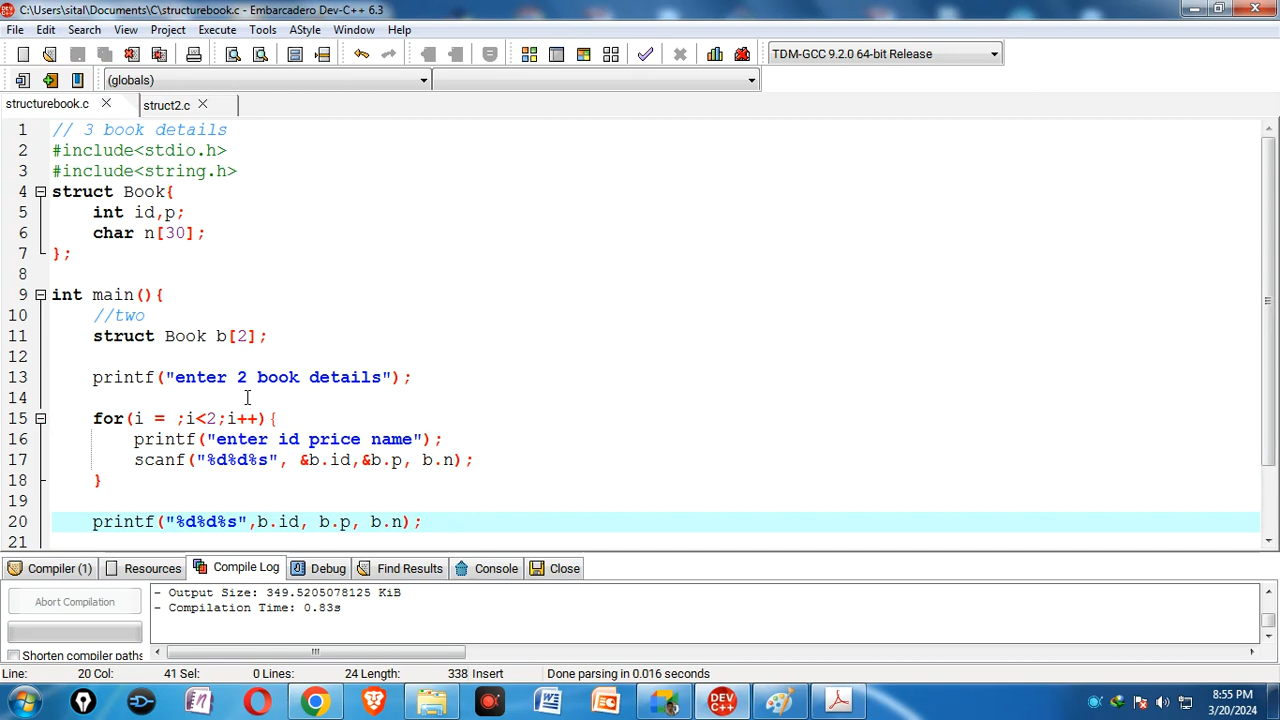 C:\Users\sital\Documents\C\structurebook.c - Embarcadero Dev-C++ 6.3
File Edit Search View Project Execute Tools AStyle Window Help
TDM-GCC 9.2.0 64-bit Release
(globals)
structurebook.c struct2.c
1 // 3 book details
2 #include<stdio.h>
3 #include<string.h>
4 struct Book{
5 int id,p;
6 char n[30];
7 };
8
9 int main(){
10 //two
11 struct Book b[2];
12
13 printf("enter 2 book details");
14
15 for(i = ;i<2;i++){
16 printf("enter id price name");
17 scanf("%d%d%s", &b.id,&b.p, b.n);
18 }
19
20 printf("%d%d%s",b.id, b.p, b.n);
21
Compiler (1) Resources Compile Log Debug Find Results Console Close
Abort Compilation
- Output Size: 349.5205078125 KiB
- Compilation Time: 0.83s
Shorten compiler paths
Line: 20 Col: 41 Sel: 0 Lines: 24 Length: 338 Insert Done parsing in 0.016 seconds
8:55 PM
3/20/2024